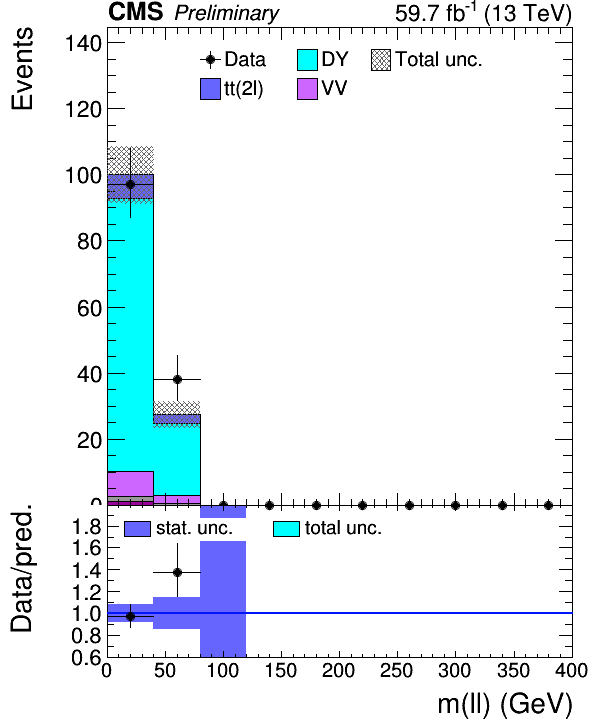 CMS Preliminary 59.7 fb⁻¹ (13 TeV)
Events
140
120
100
80
60
40
20
0
Data DY Total unc.
tt(2l) VV
Data/pred.
1.8
1.6
1.4
1.2
1.0
0.8
0.6
stat. unc. total unc.
0 50 100 150 200 250 300 350 400
m(ll) (GeV)